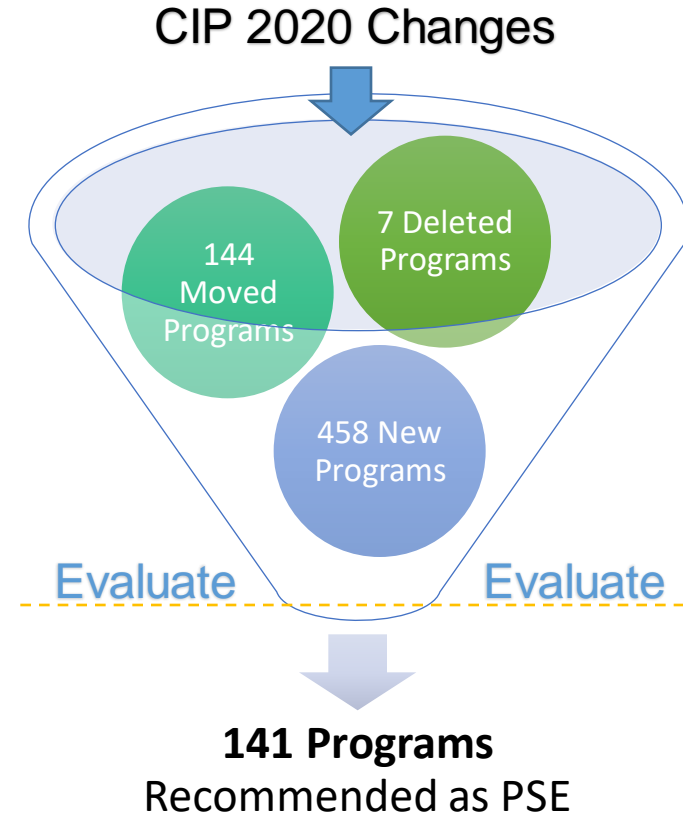 CIP 2020 Changes
7 Deleted
Programs
144
Moved
Programs
458 New
Programs
Evaluate
Evaluate
141 Programs
Recommended as PSE